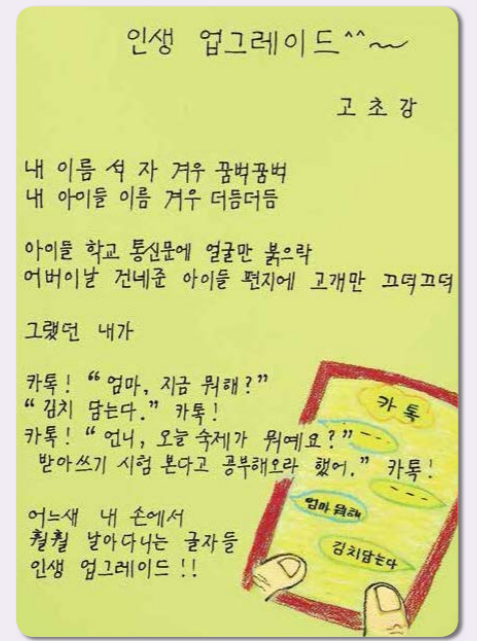 인생 업그레이드^^~
고초강
내 이름 석 자 겨우 끔벅끔벅
내 아이들 이름 겨우 더듬더듬
아이들 학교 통신문에 얼굴만 붉으락
어버이날 건네준 아이들 편지에 고개만 끄덕끄덕
그랬던 내가
카톡! “엄마, 지금 뭐해?”
“김치 담는다.” 카톡!
카톡! “언니, 오늘 숙제가 뭐예요?”
받아쓰기 시험 본다고 공부해오라 했어.” 카톡!
어느새 내 손에서
훨훨 날아다니는 글자들
인생 업그레이드!!
카톡
엄마 뭐해
김치담는다